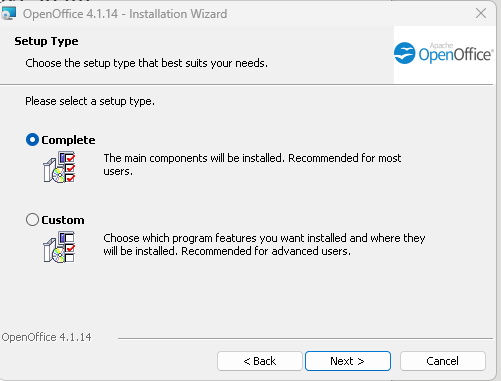 OpenOffice 4.1.14 - Installation Wizard
Setup Type
Choose the setup type that best suits your needs.
Apache
OpenOffice
Please select a setup type.
Complete
The main components will be installed. Recommended for most
users.
Custom
Choose which program features you want installed and where they
will be installed. Recommended for advanced users.
OpenOffice 4.1.14
< Back
Next >
Cancel